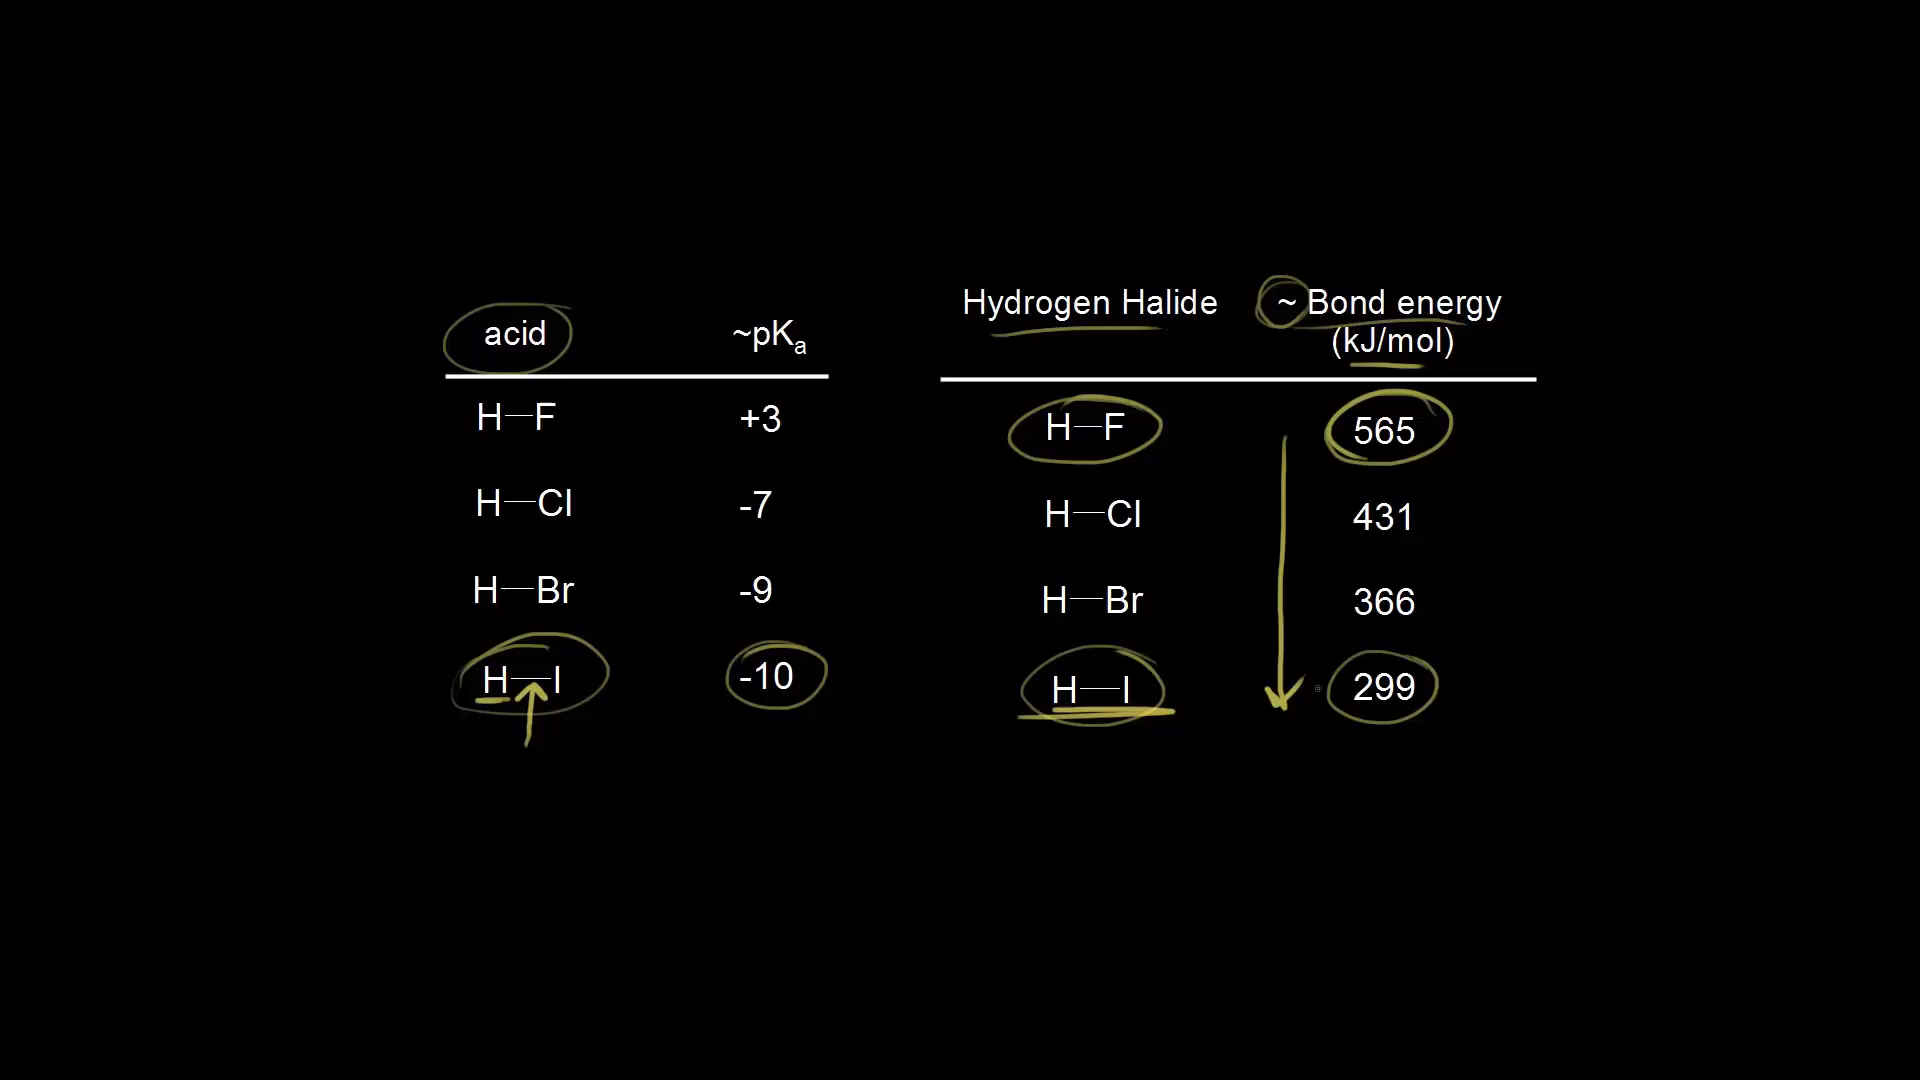 acid ~pKa
H—F +3
H—Cl -7
H—Br -9
H—I -10
Hydrogen Halide ~ Bond energy
(kJ/mol)
H—F 565
H—Cl 431
H—Br 366
H—I 299